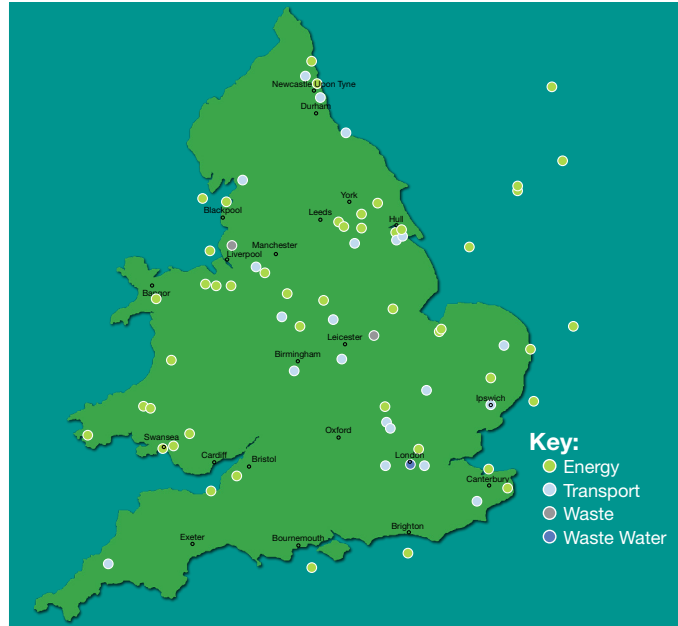 Newcastle Upon Tyne
Durham
York
Blackpool
Leeds
Hull
Manchester
Liverpool
Bangor
Leicester
Birmingham
Ipswich
Oxford
Swansea
Cardiff
Bristol
London
Canterbury
Exeter
Bournemouth
Brighton
Key:
Energy
Transport
Waste
Waste Water